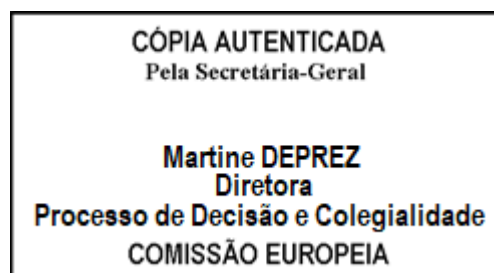 CÓPIA AUTENTICADA
Pela Secretária-Geral
Martine DEPREZ
Diretora
Processo de Decisão e Colegialidade
COMISSÃO EUROPEIA